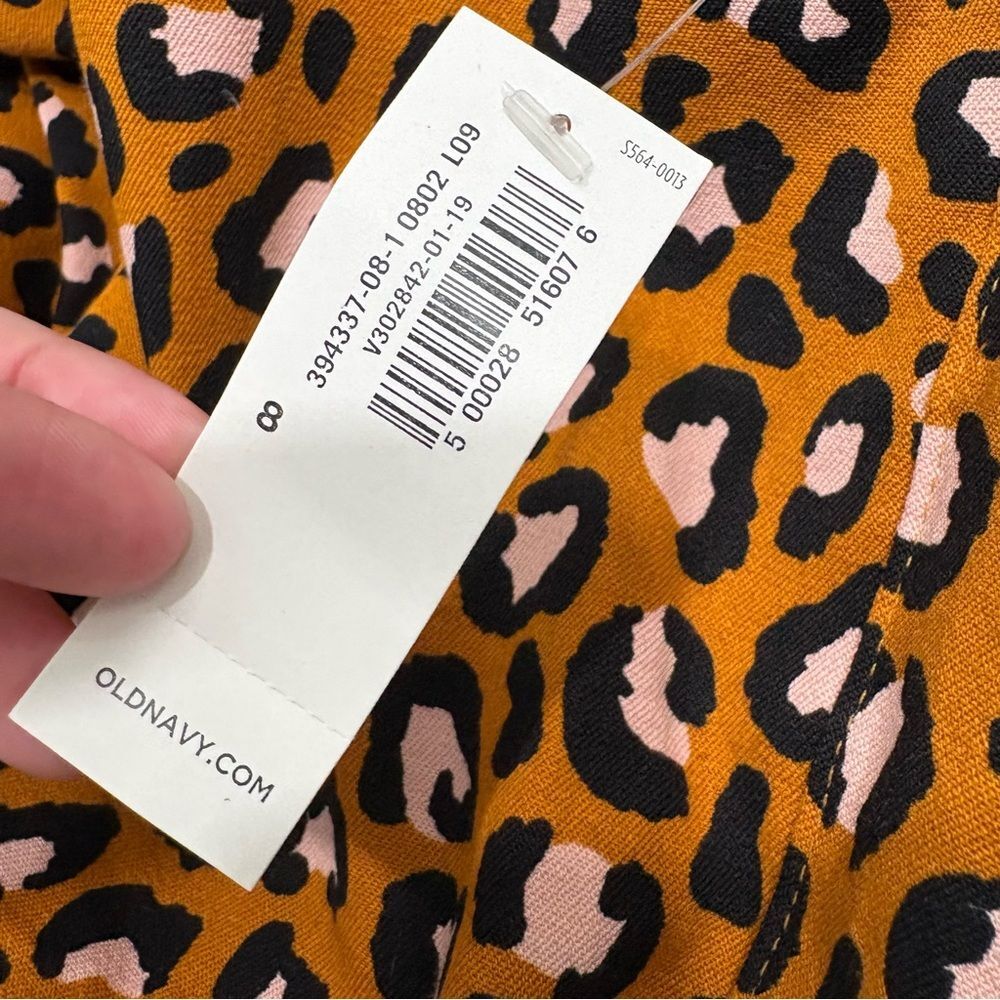 S564-0013
394337-08-1 0802 L09
V302842-01-19
5 00028 51607 6
8
OLDNAVY.COM